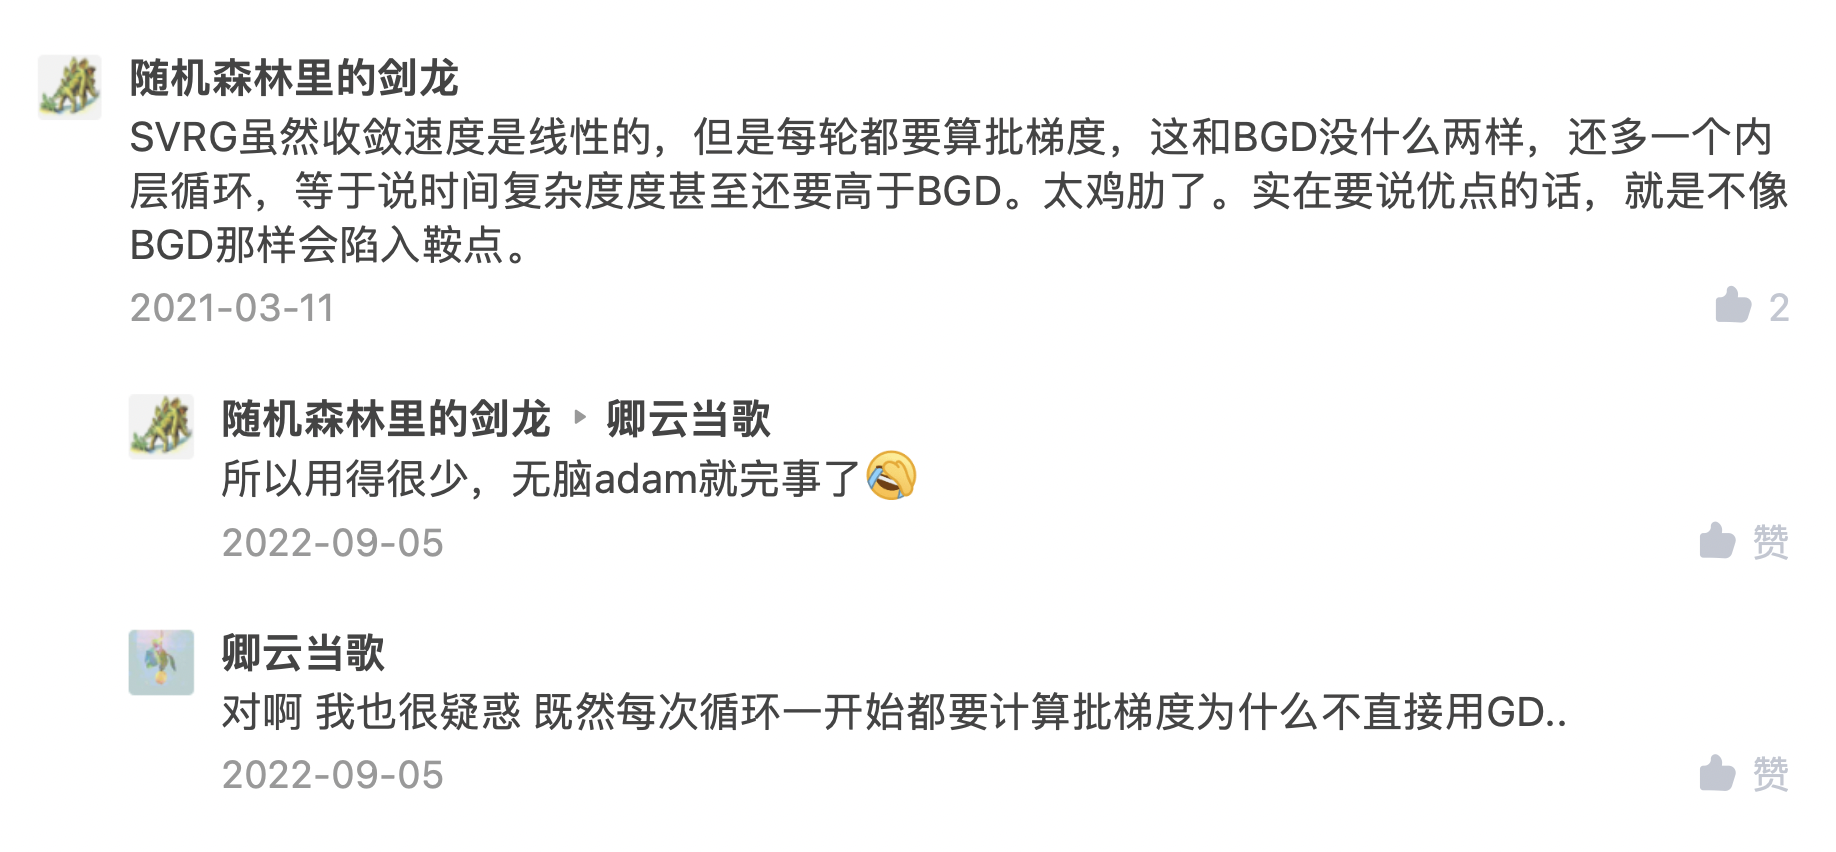 随机森林里的剑龙
SVRG虽然收敛速度是线性的，但是每轮都要算批梯度，这和BGD没什么两样，还多一个内
层循环，等于说时间复杂度度甚至还要高于BGD。太鸡肋了。实在要说优点的话，就是不像
BGD那样会陷入鞍点。
2021-03-11 2
随机森林里的剑龙 ▸ 卿云当歌
所以用得很少，无脑adam就完事了🤣
2022-09-05 赞
卿云当歌
对啊 我也很疑惑 既然每次循环一开始都要计算批梯度为什么不直接用GD..
2022-09-05 赞